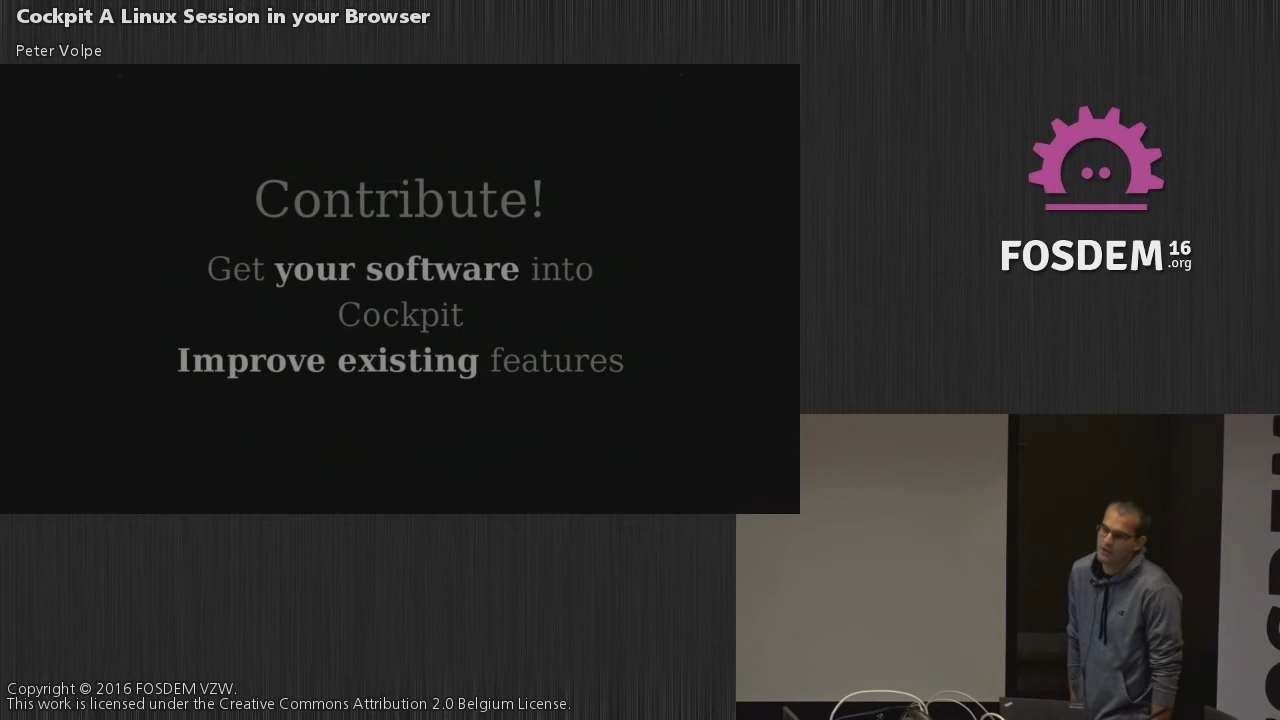 Cockpit A Linux Session in your Browser
Peter Volpe
Contribute!
Get your software into
Cockpit
Improve existing features
FOSDEM 16
.org
Copyright © 2016 FOSDEM VZW.
This work is licensed under the Creative Commons Attribution 2.0 Belgium License.